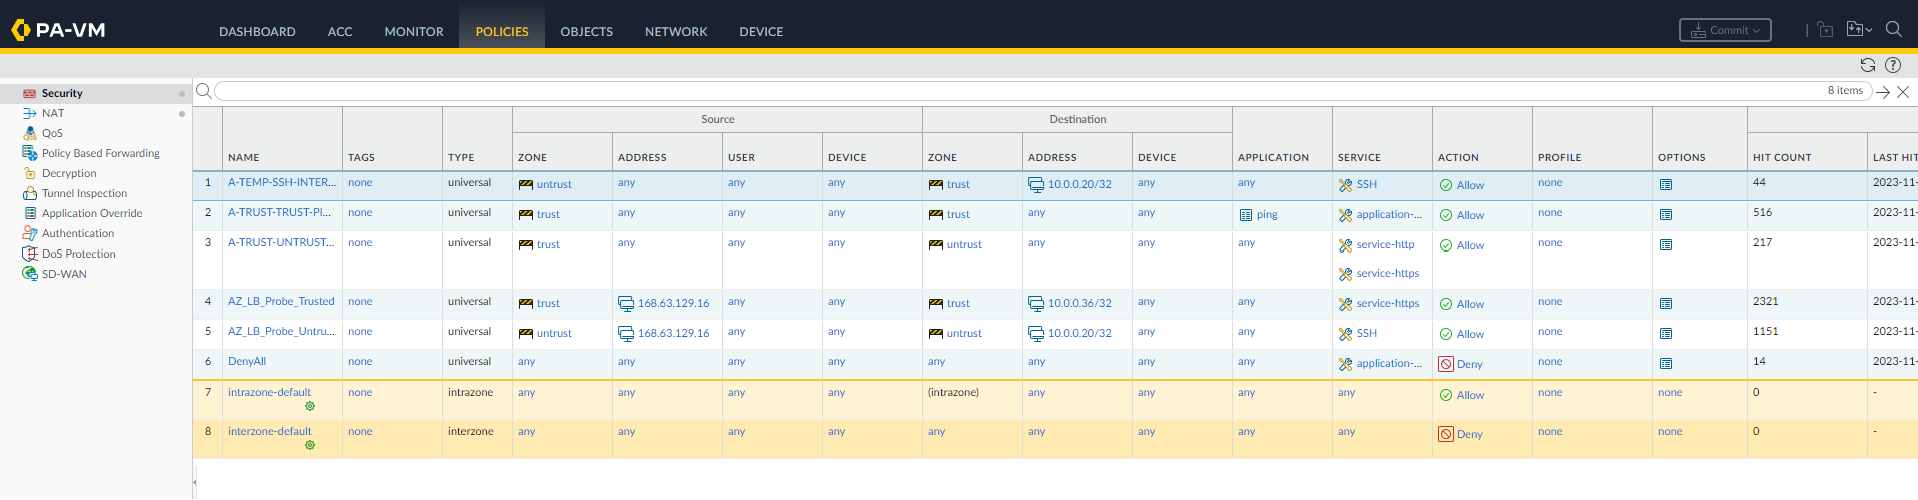 PA-VM DASHBOARD ACC MONITOR POLICIES OBJECTS NETWORK DEVICE Commit
Security
NAT
QoS
Policy Based Forwarding
Decryption
Tunnel Inspection
Application Override
Authentication
DoS Protection
SD-WAN
8 items
Source Destination
NAME TAGS TYPE ZONE ADDRESS USER DEVICE ZONE ADDRESS DEVICE APPLICATION SERVICE ACTION PROFILE OPTIONS HIT COUNT LAST HIT
1 A-TEMP-SSH-INTER... none universal untrust any any any trust 10.0.0.20/32 any any SSH Allow none 44 2023-11-
2 A-TRUST-TRUST-PI... none universal trust any any any trust any any ping application-... Allow none 516 2023-11-
3 A-TRUST-UNTRUST... none universal trust any any any untrust any any any service-http Allow none 217 2023-11-
service-https
4 AZ_LB_Probe_Trusted none universal trust 168.63.129.16 any any trust 10.0.0.36/32 any any service-https Allow none 2321 2023-11-
5 AZ_LB_Probe_Untru... none universal untrust 168.63.129.16 any any untrust 10.0.0.20/32 any any SSH Allow none 1151 2023-11-
6 DenyAll none universal any any any any any any any any application-... Deny none 14 2023-11-
7 intrazone-default none intrazone any any any any (intrazone) any any any any Allow none none 0 -
8 interzone-default none interzone any any any any any any any any any Deny none none 0 -